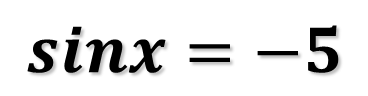 sinx = −5